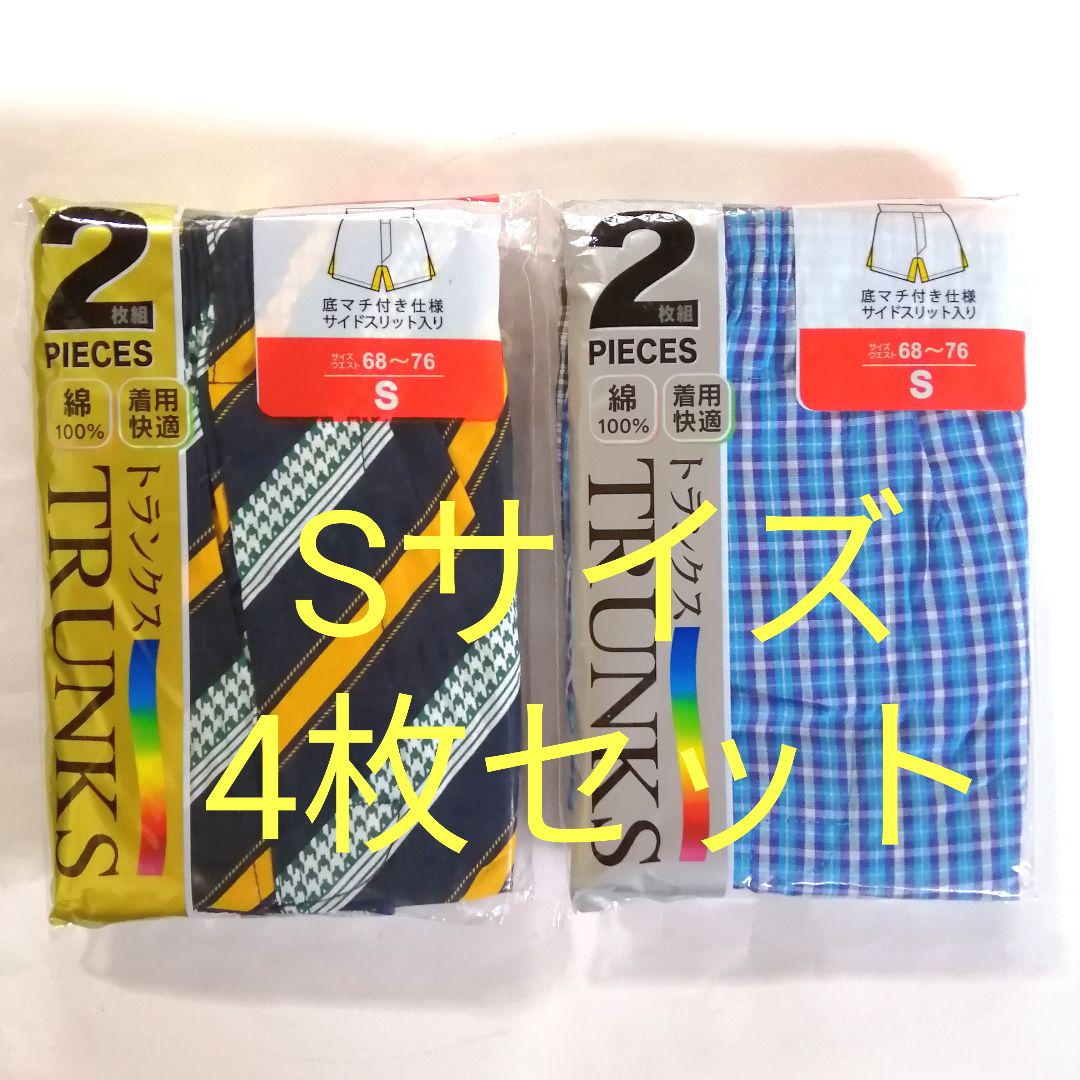 2
枚組
PIECES
綿
100%
着用
快適
トランクス
TRUNKS
底マチ付き仕様
サイドスリット入り
サイズ
ウエスト
68〜76
S
2
枚組
PIECES
綿
100%
着用
快適
トランクス
TRUNKS
底マチ付き仕様
サイドスリット入り
サイズ
ウエスト
68〜76
S
Sサイズ
4枚セット